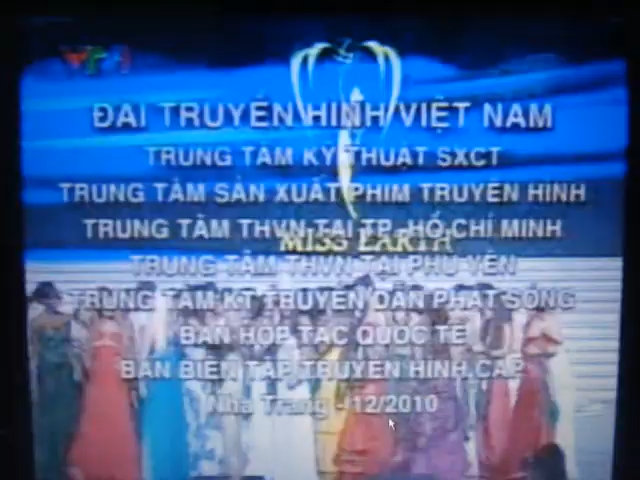 VTV1
ĐÀI TRUYỀN HÌNH VIỆT NAM
TRUNG TÂM KỸ THUẬT SXCT
TRUNG TÂM SẢN XUẤT PHIM TRUYỀN HÌNH
TRUNG TÂM THVN TẠI TP. HỒ CHÍ MINH
MISS EARTH
TRUNG TÂM THVN TẠI PHÚ YÊN
TRUNG TÂM KT TRUYỀN DẪN PHÁT SÓNG
BAN HỢP TÁC QUỐC TẾ
BAN BIÊN TẬP TRUYỀN HÌNH CÁP
Nha Trang - 12/2010